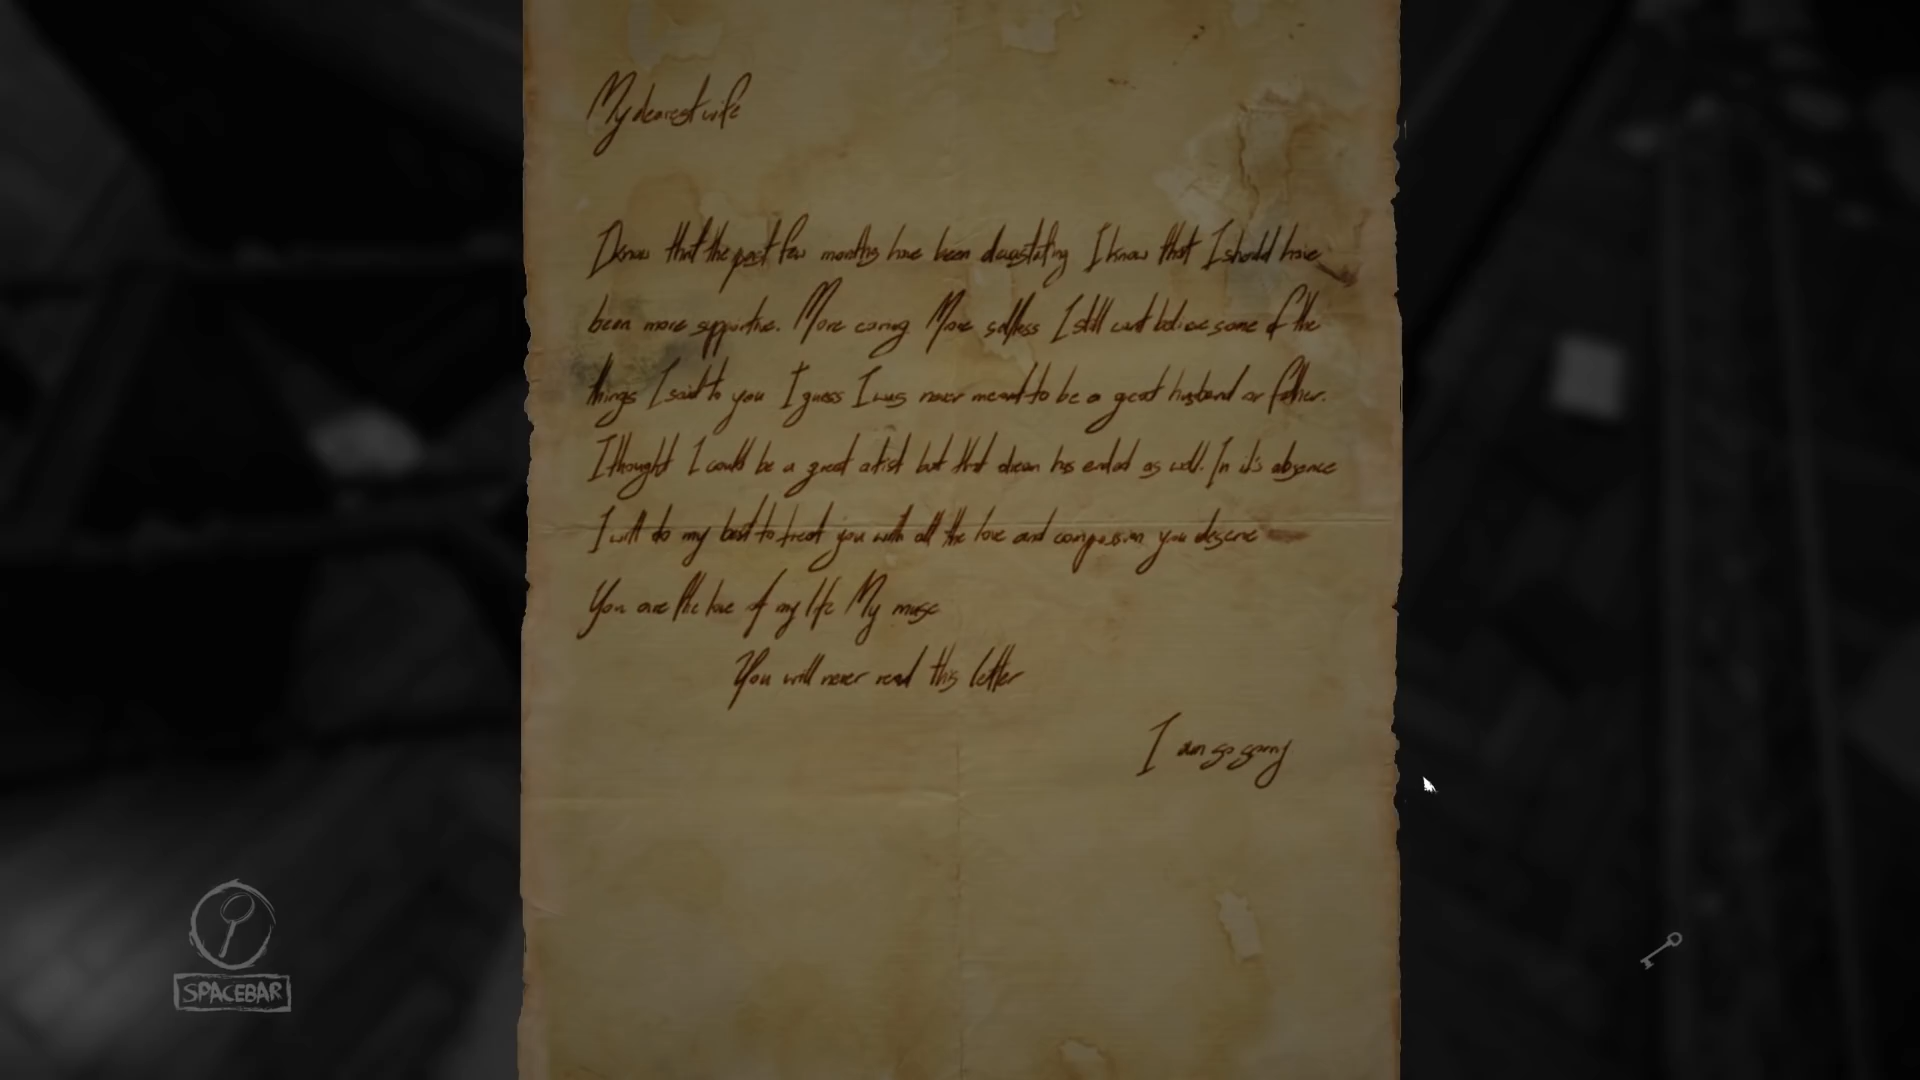 My dearest wife
I know that the past few months have been devastating I know that I should have
been more supportive. More caring More selfless I still can't believe some of the
things I said to you I guess I was never meant to be a great husband or father.
I thought I could be a great artist but that dream has ended as well. In it's absence
I will do my best to treat you with all the love and compassion you deserve
You are the love of my life My muse
You will never read this letter
I am so sorry
SPACEBAR